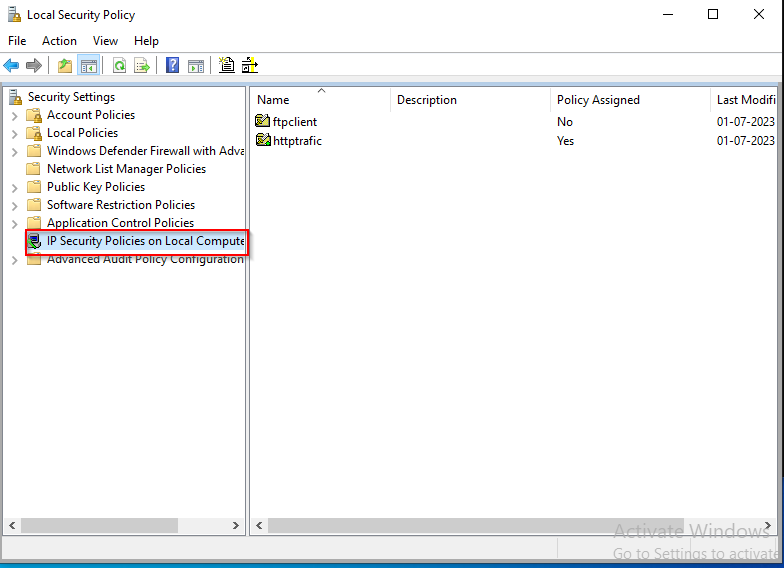 Local Security Policy
File Action View Help
Security Settings
Account Policies
Local Policies
Windows Defender Firewall with Adva
Network List Manager Policies
Public Key Policies
Software Restriction Policies
Application Control Policies
IP Security Policies on Local Compute
Advanced Audit Policy Configuration
Name Description Policy Assigned Last Modifi
ftpclient No 01-07-2023
httptrafic Yes 01-07-2023
Activate Windows
Go to Settings to activate